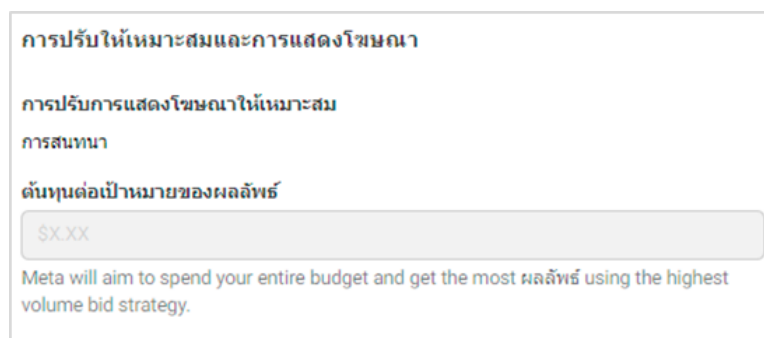 การปรับให้เหมาะสมและการแสดงโฆษณา
การปรับการแสดงโฆษณาให้เหมาะสม
การสนทนา
ต้นทุนต่อเป้าหมายของผลลัพธ์
$X.XX
Meta will aim to spend your entire budget and get the most ผลลัพธ์ using the highest
volume bid strategy.